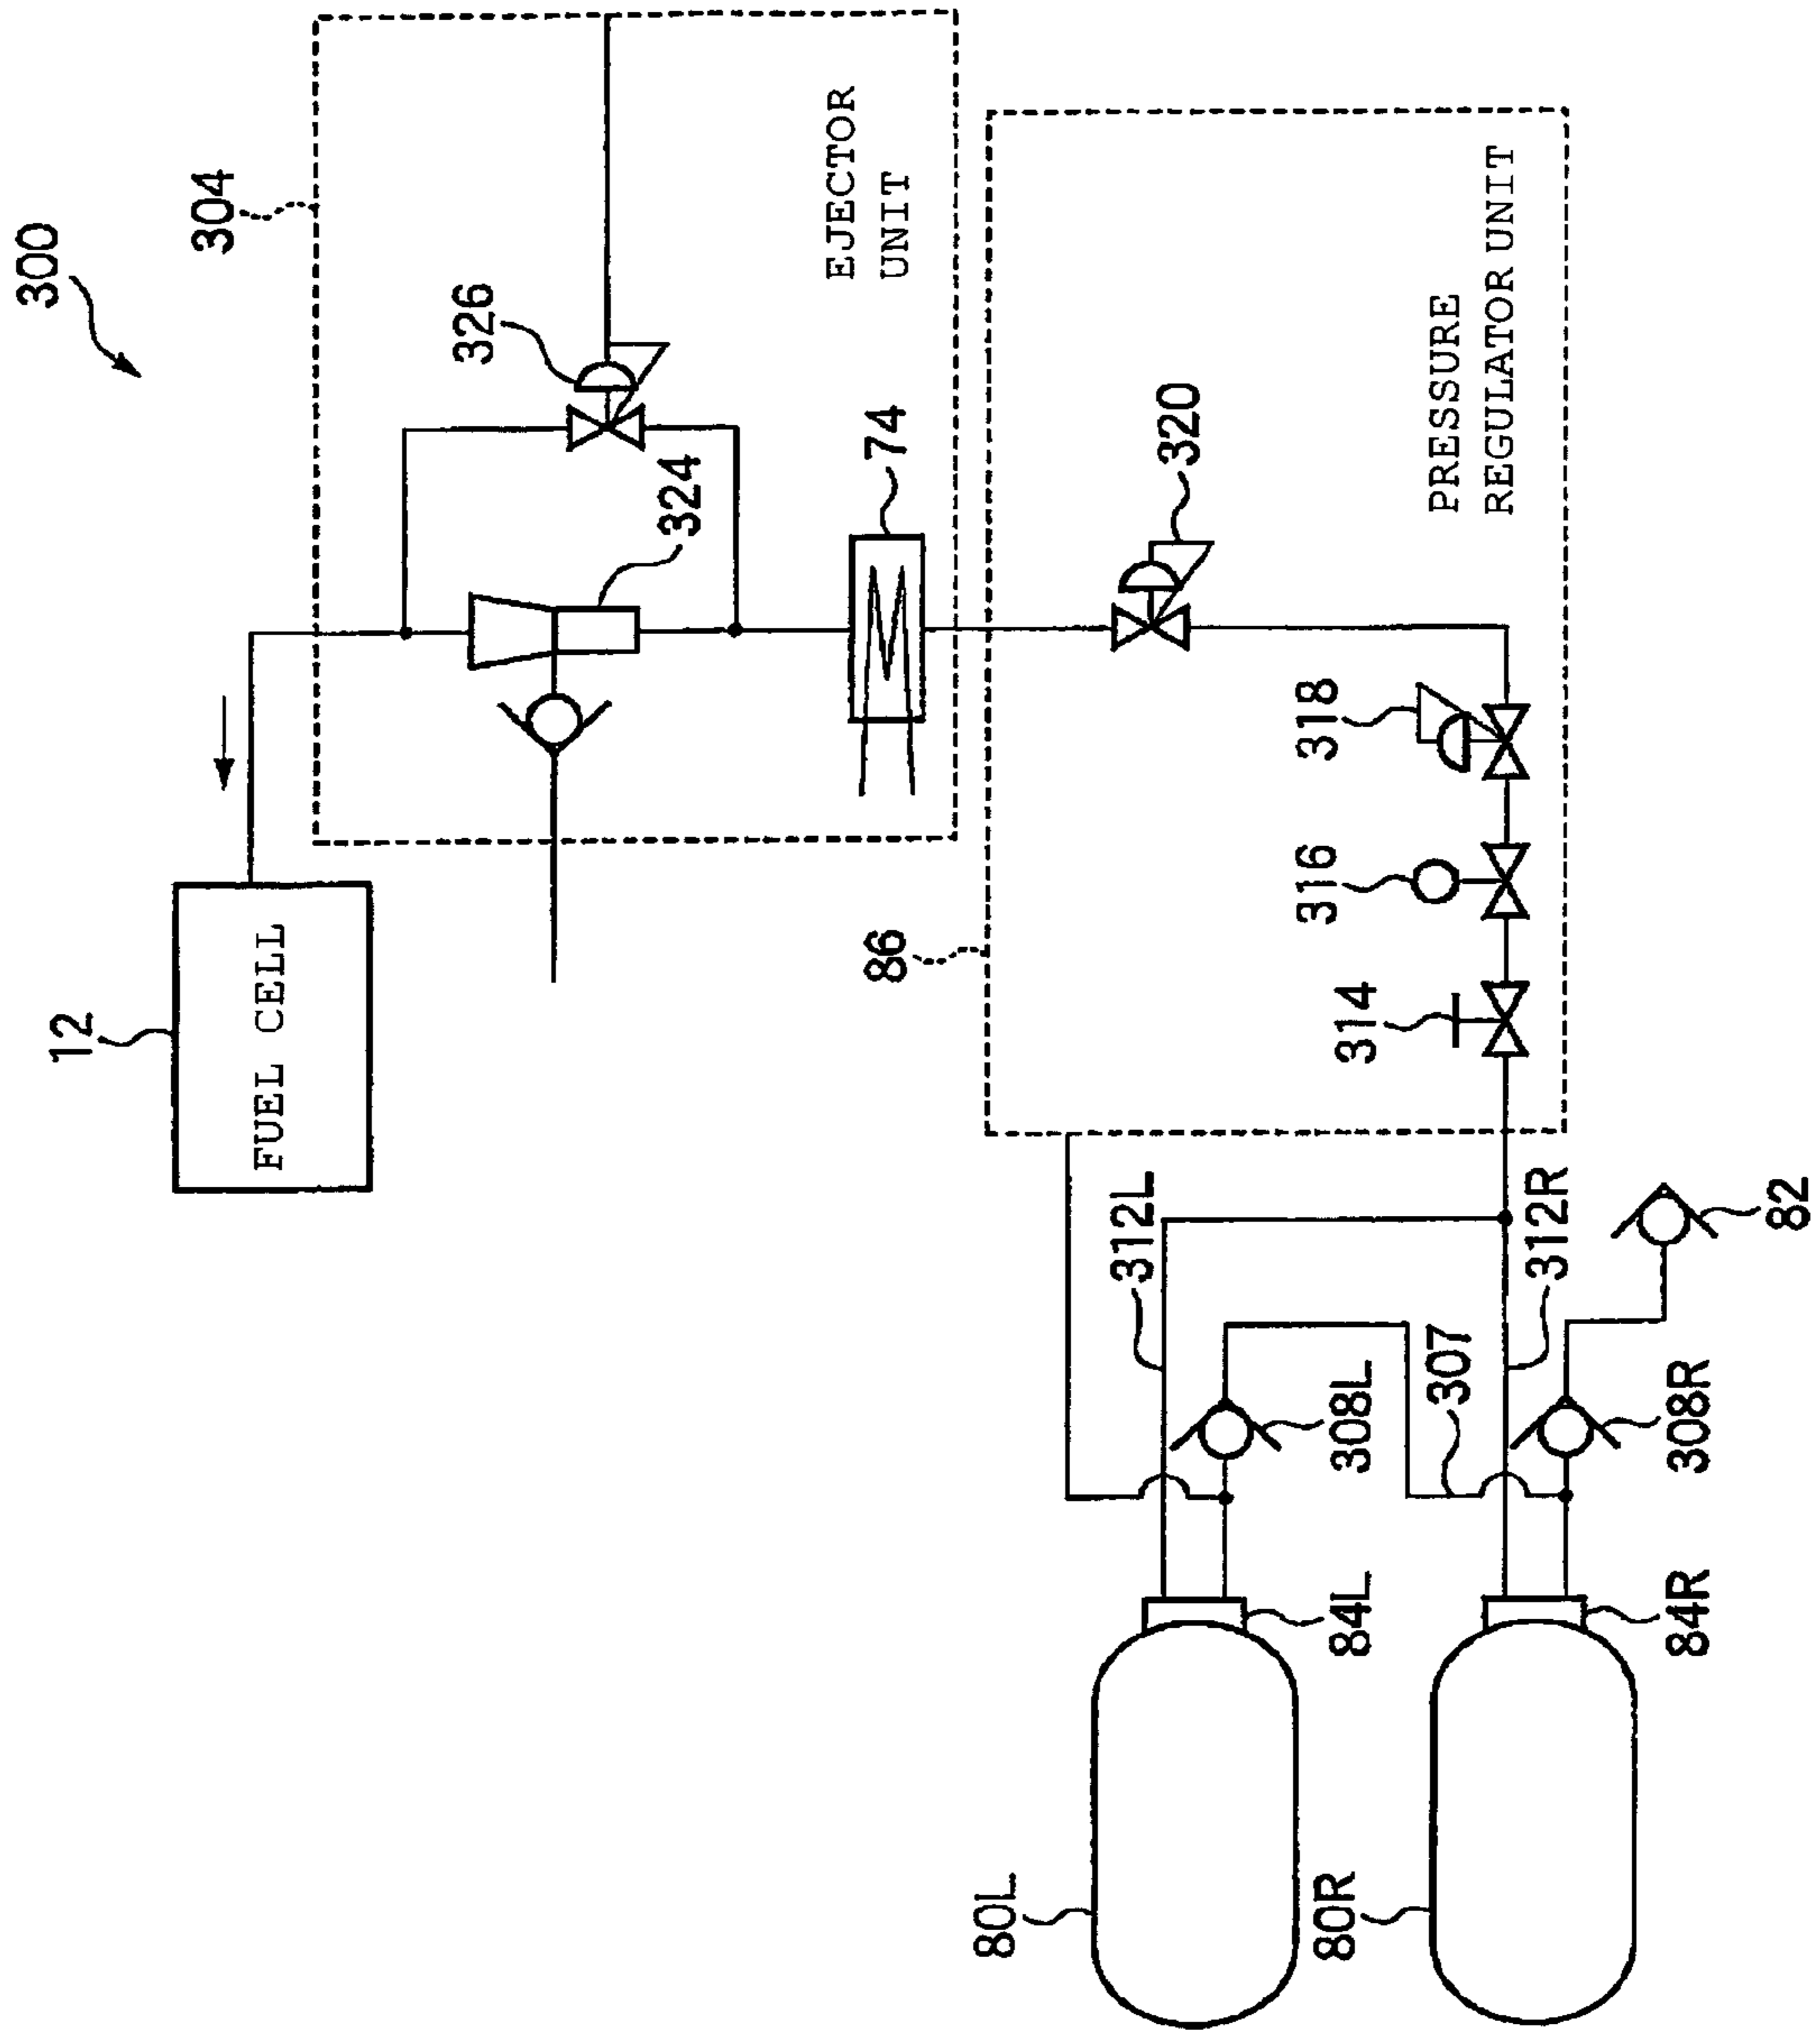 300
304
12
FUEL CELL
326
324
74
EJECTOR
UNIT
86
320
318
316
314
PRESSURE
REGULATOR UNIT
312L
312R
82
307
308L
308R
84L
84R
80L
80R